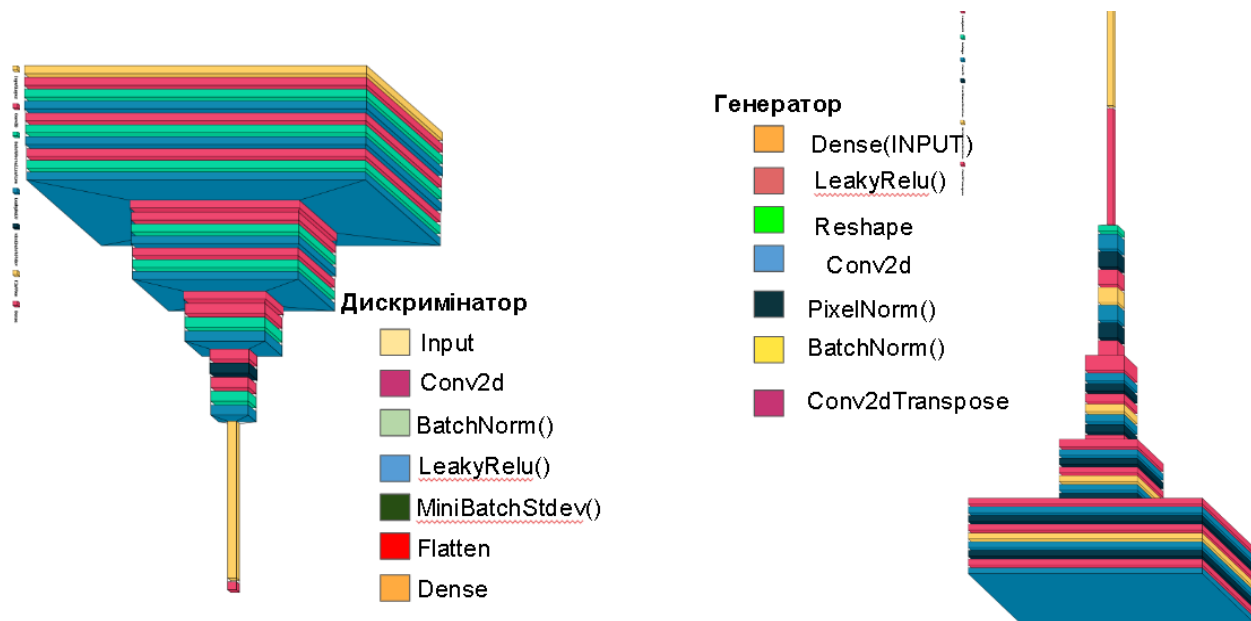 Дискримінатор
Input
Conv2d
BatchNorm()
LeakyRelu()
MiniBatchStdev()
Flatten
Dense
Генератор
Dense(INPUT)
LeakyRelu()
Reshape
Conv2d
PixelNorm()
BatchNorm()
Conv2dTranspose